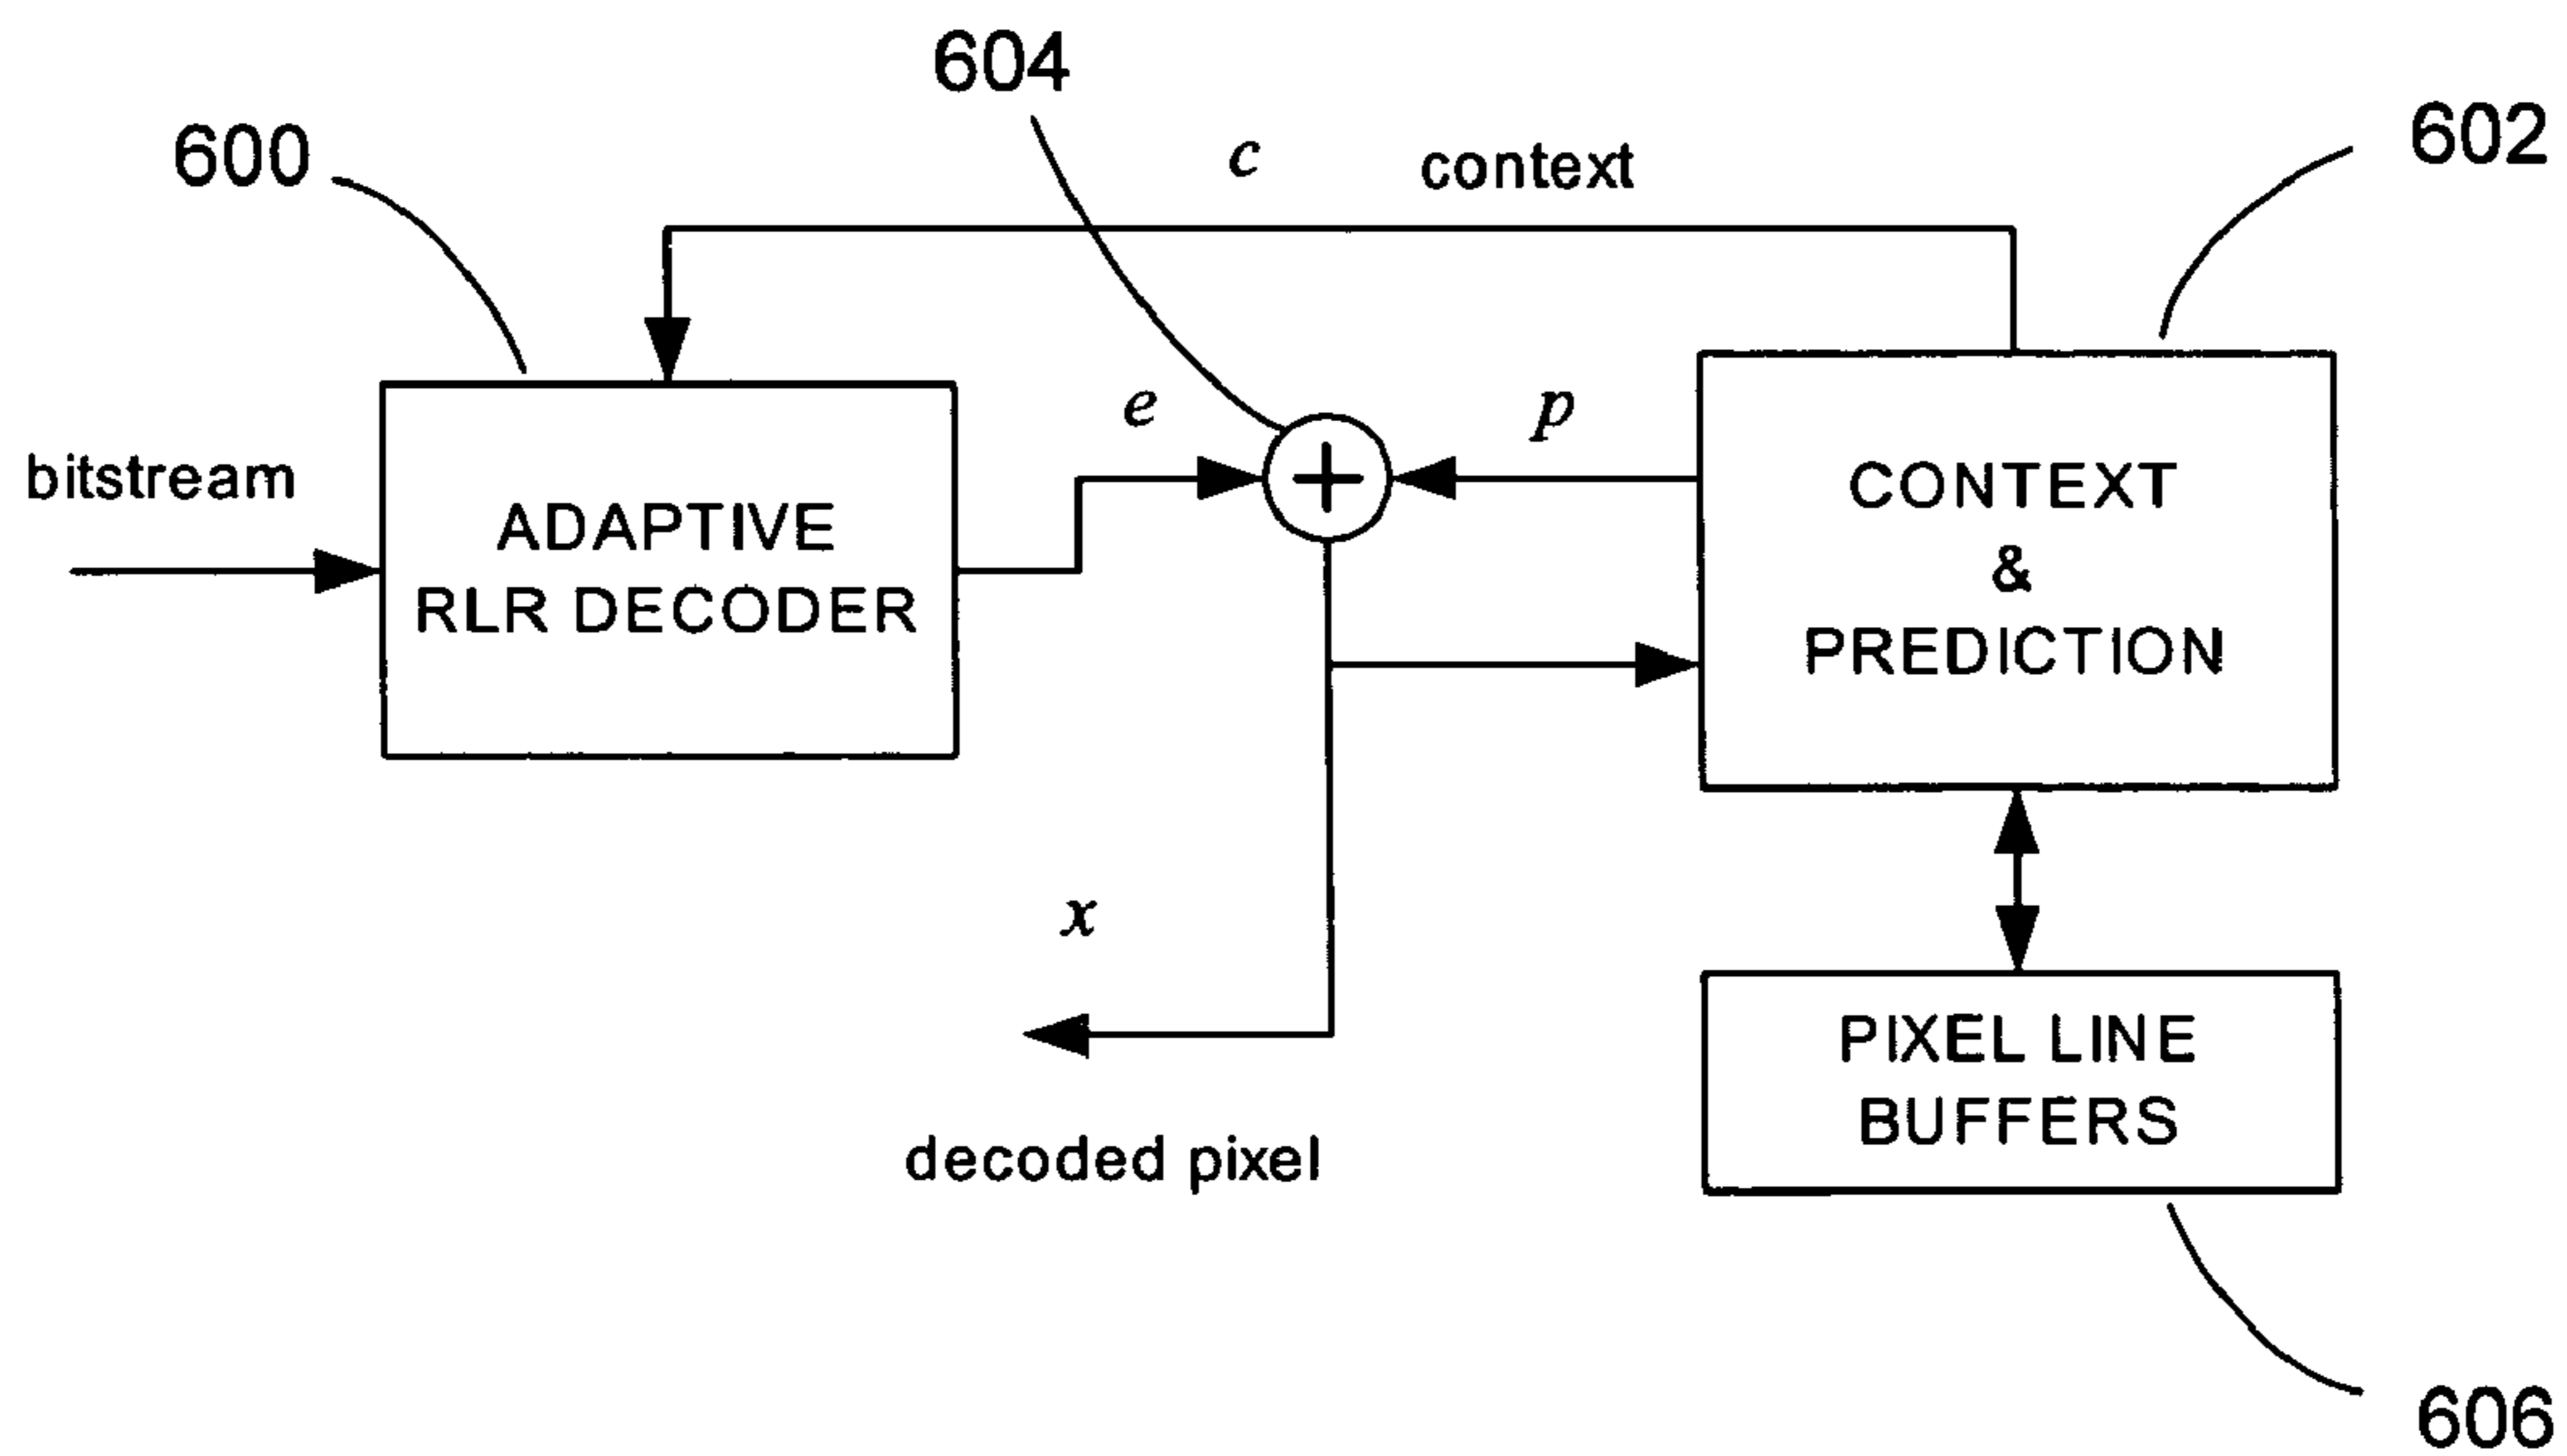 604
600
c context
602
e
p
bitstream
ADAPTIVE
RLR DECODER
+
CONTEXT
&
PREDICTION
x
decoded pixel
PIXEL LINE
BUFFERS
606